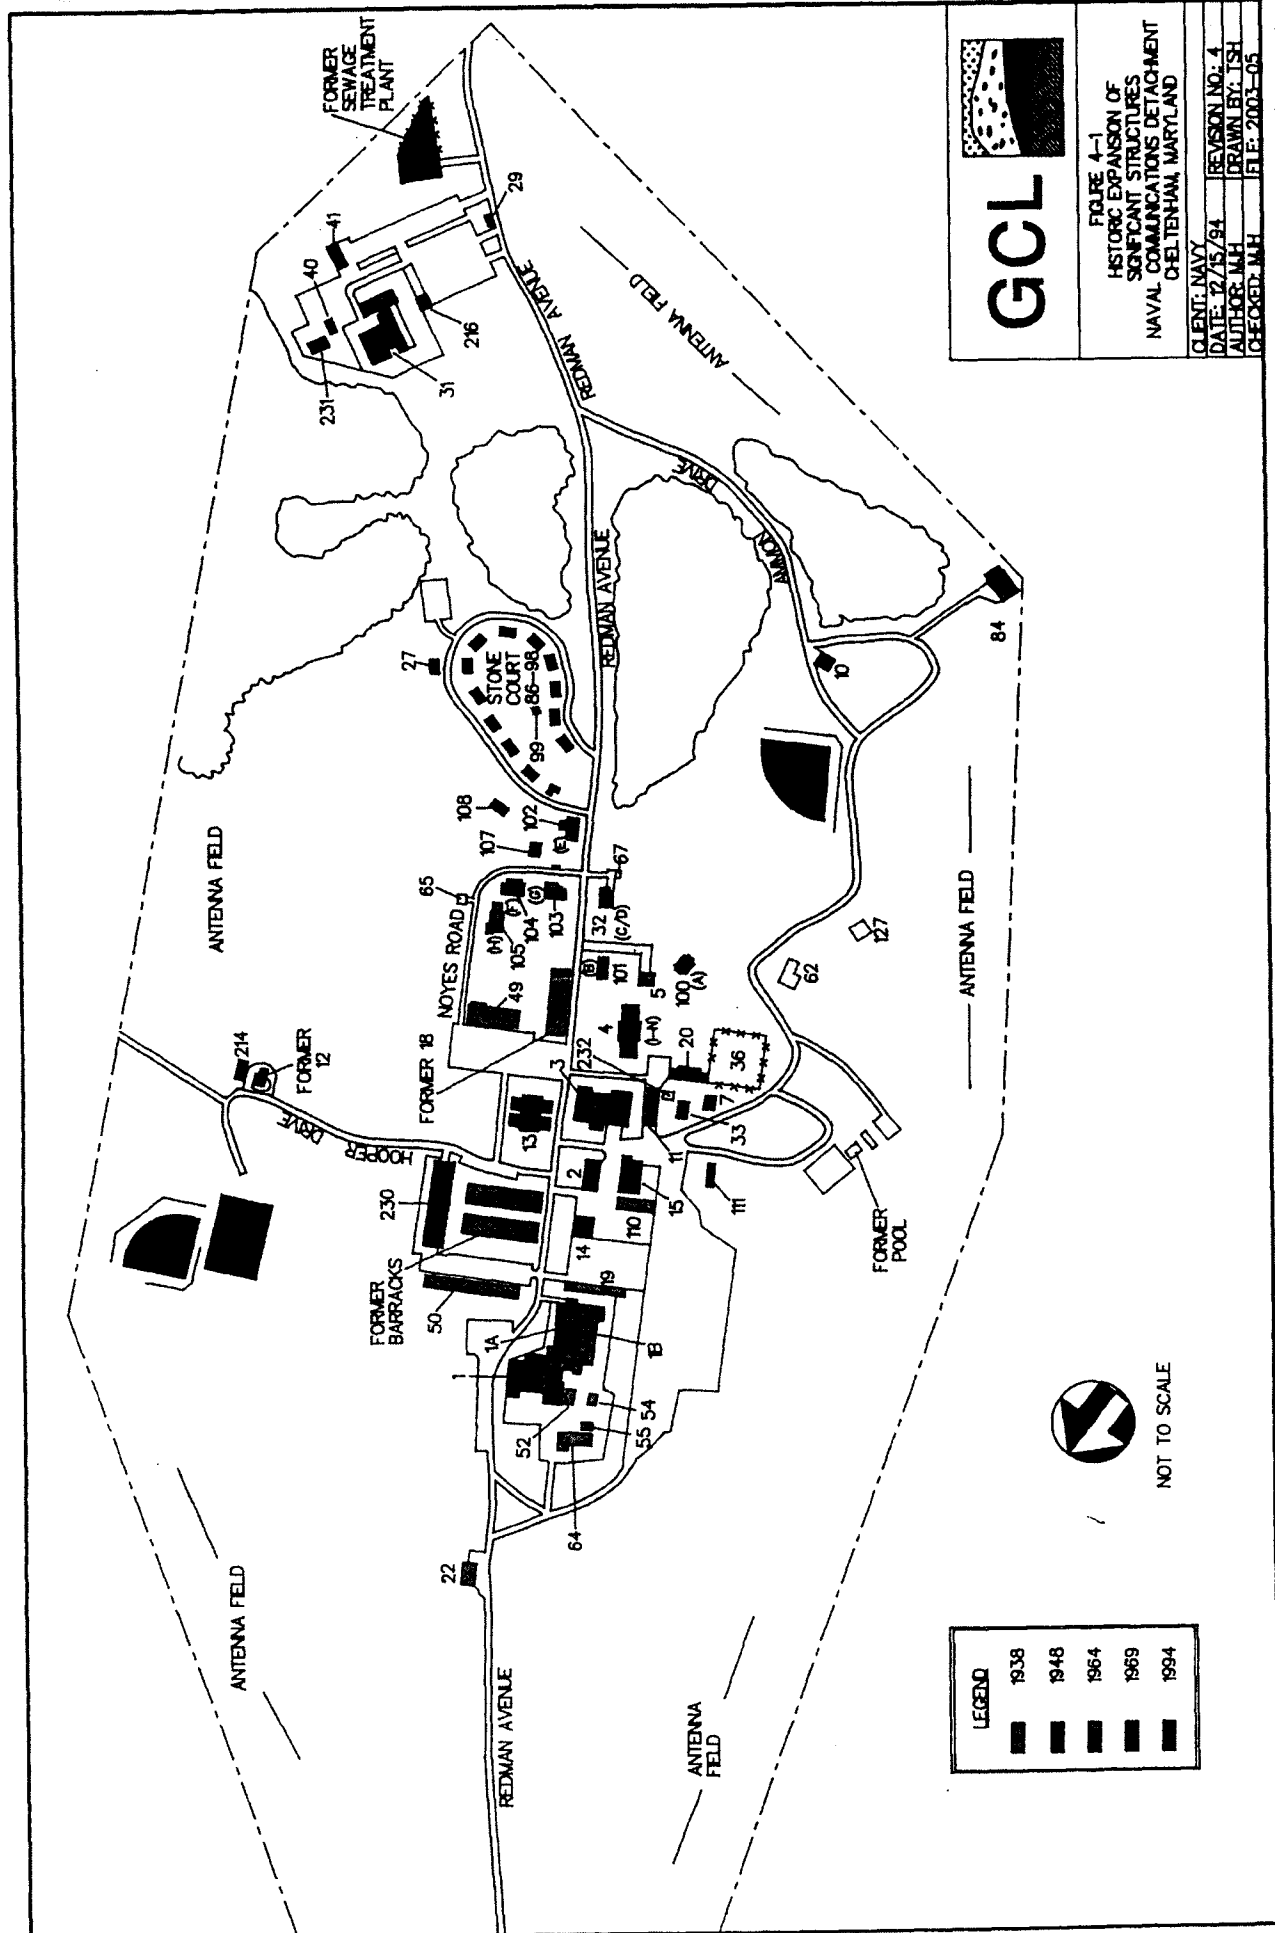 FORMER
SEWAGE
TREATMENT
PLANT
41
40
29
231
31
216
REDMAN AVENUE
ANTENNA FIELD
DRIVE
AMMON
REDMAN AVENUE
27
STONE
COURT
86-98
99
10
84
108
107
102
(E)
ANTENNA FIELD
65
NOYES ROAD
(H)
105
(F)
104
(G)
103
67
32
(C/D)
(B)
101
5
100
(A)
49
FORMER 18
4
(I-N)
3
232
20
36
7
33
11
62
127
ANTENNA FIELD
214
FORMER
12
HOOPER
DRIVE
13
2
15
110
14
111
FORMER
POOL
230
FORMER
BARRACKS
50
19
1A
1B
52
54
55
64
22
ANTENNA FIELD
REDMAN AVENUE
ANTENNA
FIELD
NOT TO SCALE
LEGEND
1938
1948
1964
1969
1994
GCL
FIGURE 4-1
HISTORIC EXPANSION OF
SIGNIFICANT STRUCTURES
NAVAL COMMUNICATIONS DETACHMENT
CHELTENHAM, MARYLAND
CLIENT: NAVY
DATE: 12/15/94 REVISION NO.: 4
AUTHOR: MJH DRAWN BY: TSH
CHECKED: MJH FILE: 2003-05